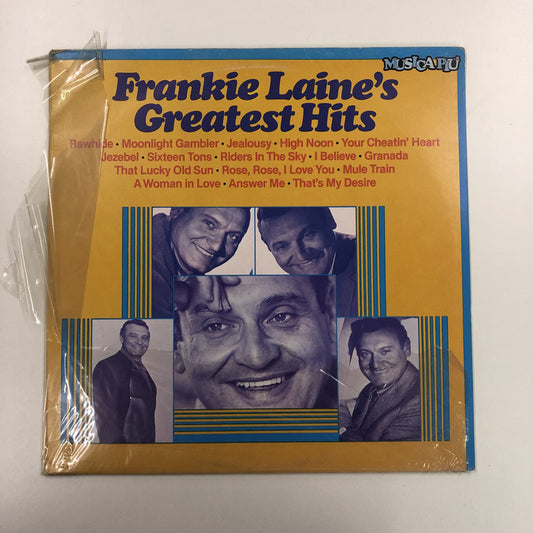 MUSICA PIÙ
Frankie Laine's
Greatest Hits
Rawhide • Moonlight Gambler • Jealousy • High Noon • Your Cheatin' Heart
Jezebel • Sixteen Tons • Riders In The Sky • I Believe • Granada
That Lucky Old Sun • Rose, Rose, I Love You • Mule Train
A Woman in Love • Answer Me • That's My Desire